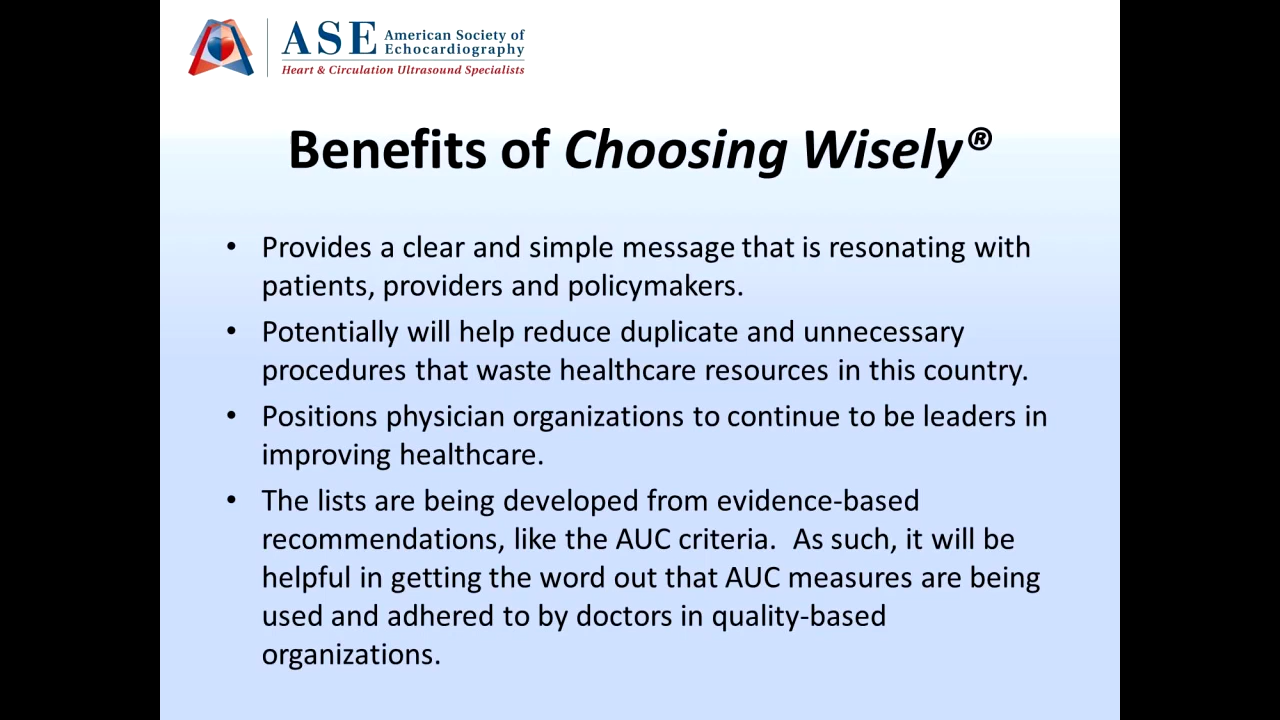 ASE American Society of
Echocardiography
Heart & Circulation Ultrasound Specialists
Benefits of Choosing Wisely®
• Provides a clear and simple message that is resonating with
patients, providers and policymakers.
• Potentially will help reduce duplicate and unnecessary
procedures that waste healthcare resources in this country.
• Positions physician organizations to continue to be leaders in
improving healthcare.
• The lists are being developed from evidence-based
recommendations, like the AUC criteria.  As such, it will be
helpful in getting the word out that AUC measures are being
used and adhered to by doctors in quality-based
organizations.